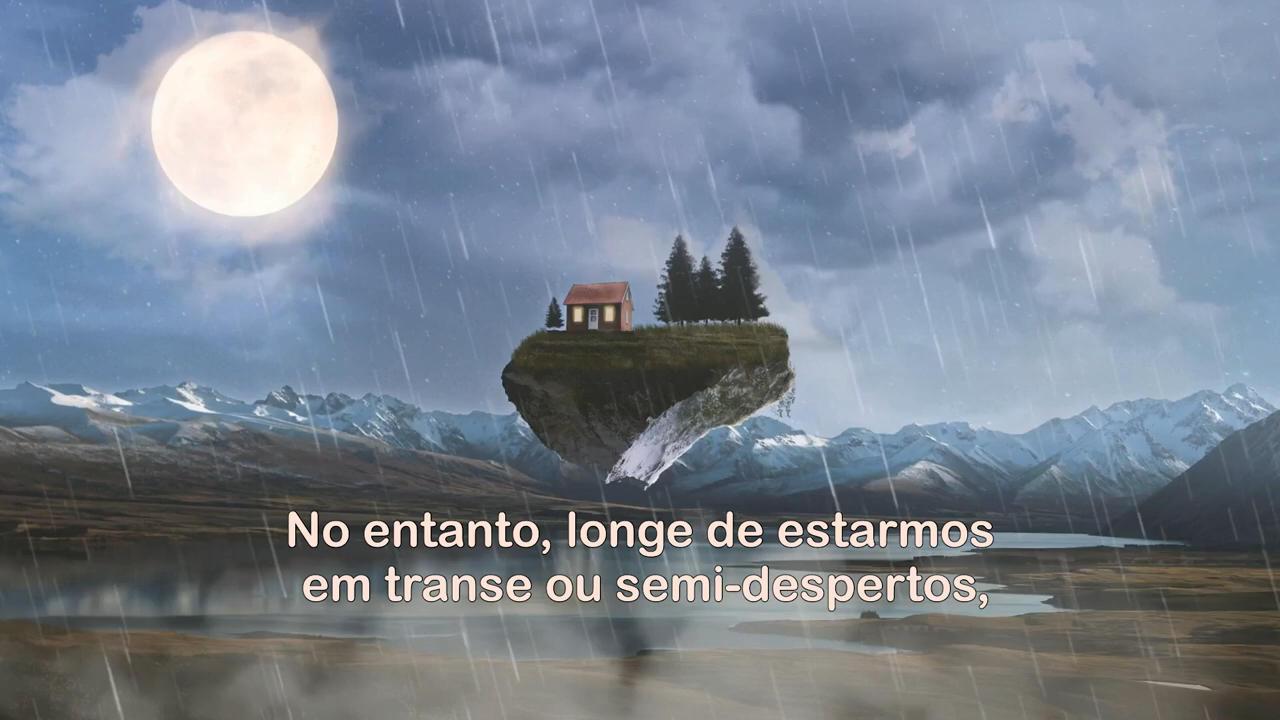 No entanto, longe de estarmos
em transe ou semi-despertos,